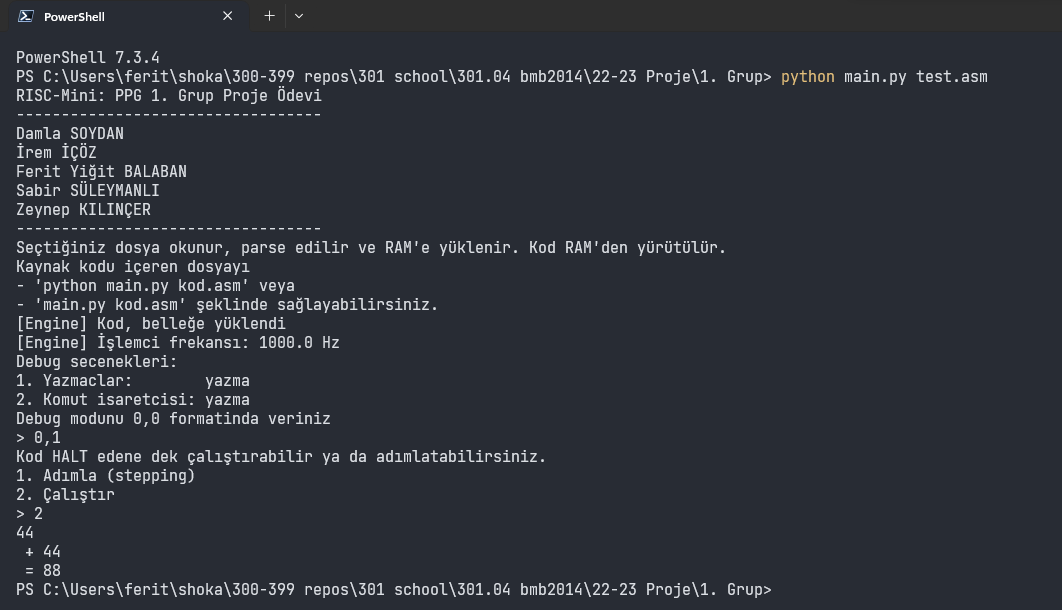 PowerShell
PowerShell 7.3.4
PS C:\Users\ferit\shoka\300-399 repos\301 school\301.04 bmb2014\22-23 Proje\1. Grup> python main.py test.asm
RISC-Mini: PPG 1. Grup Proje Ödevi
----------------------------------
Damla SOYDAN
İrem İÇÖZ
Ferit Yiğit BALABAN
Sabir SÜLEYMANLI
Zeynep KILINÇER
----------------------------------
Seçtiğiniz dosya okunur, parse edilir ve RAM'e yüklenir. Kod RAM'den yürütülür.
Kaynak kodu içeren dosyayı
- 'python main.py kod.asm' veya
- 'main.py kod.asm' şeklinde sağlayabilirsiniz.
[Engine] Kod, belleğe yüklendi
[Engine] İşlemci frekansı: 1000.0 Hz
Debug secenekleri:
1. Yazmaclar:        yazma
2. Komut isaretcisi: yazma
Debug modunu 0,0 formatinda veriniz
> 0,1
Kod HALT edene dek çalıştırabilir ya da adımlatabilirsiniz.
1. Adımla (stepping)
2. Çalıştır
> 2
44
 + 44
 = 88
PS C:\Users\ferit\shoka\300-399 repos\301 school\301.04 bmb2014\22-23 Proje\1. Grup>